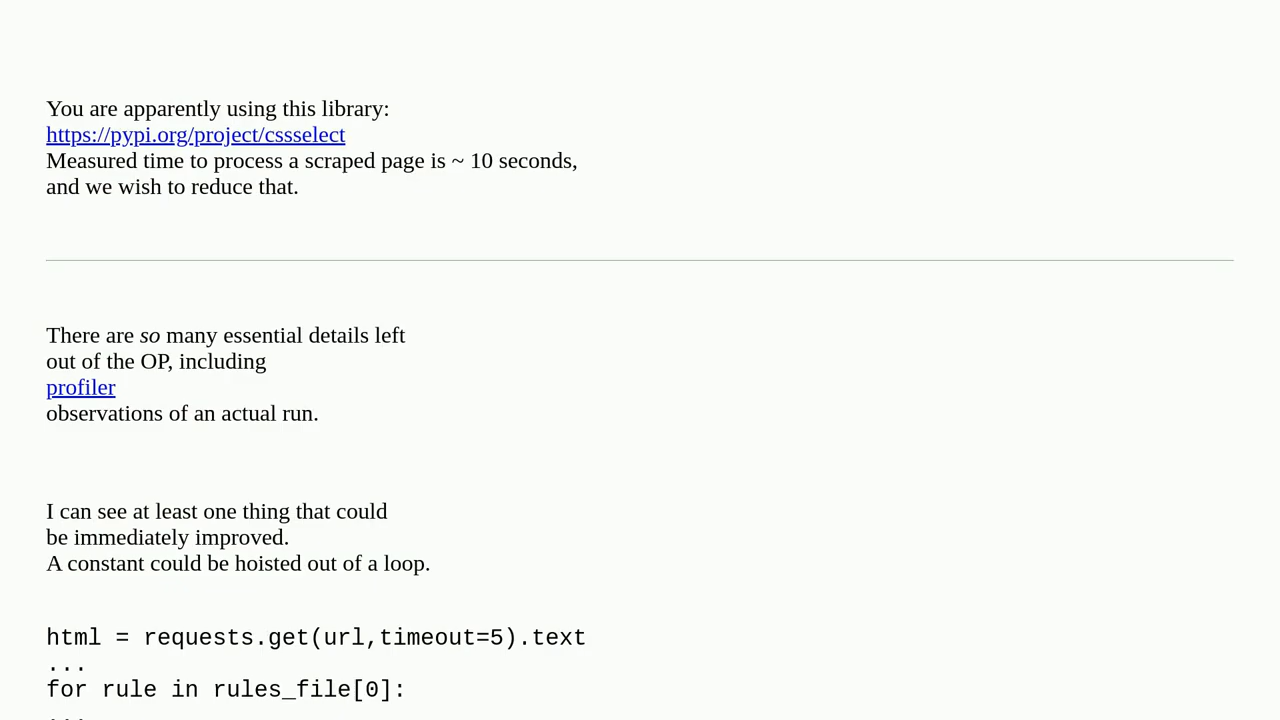 You are apparently using this library:
https://pypi.org/project/cssselect
Measured time to process a scraped page is ~ 10 seconds,
and we wish to reduce that.
There are so many essential details left
out of the OP, including
profiler
observations of an actual run.
I can see at least one thing that could
be immediately improved.
A constant could be hoisted out of a loop.
html = requests.get(url,timeout=5).text
...
for rule in rules_file[0]:
...